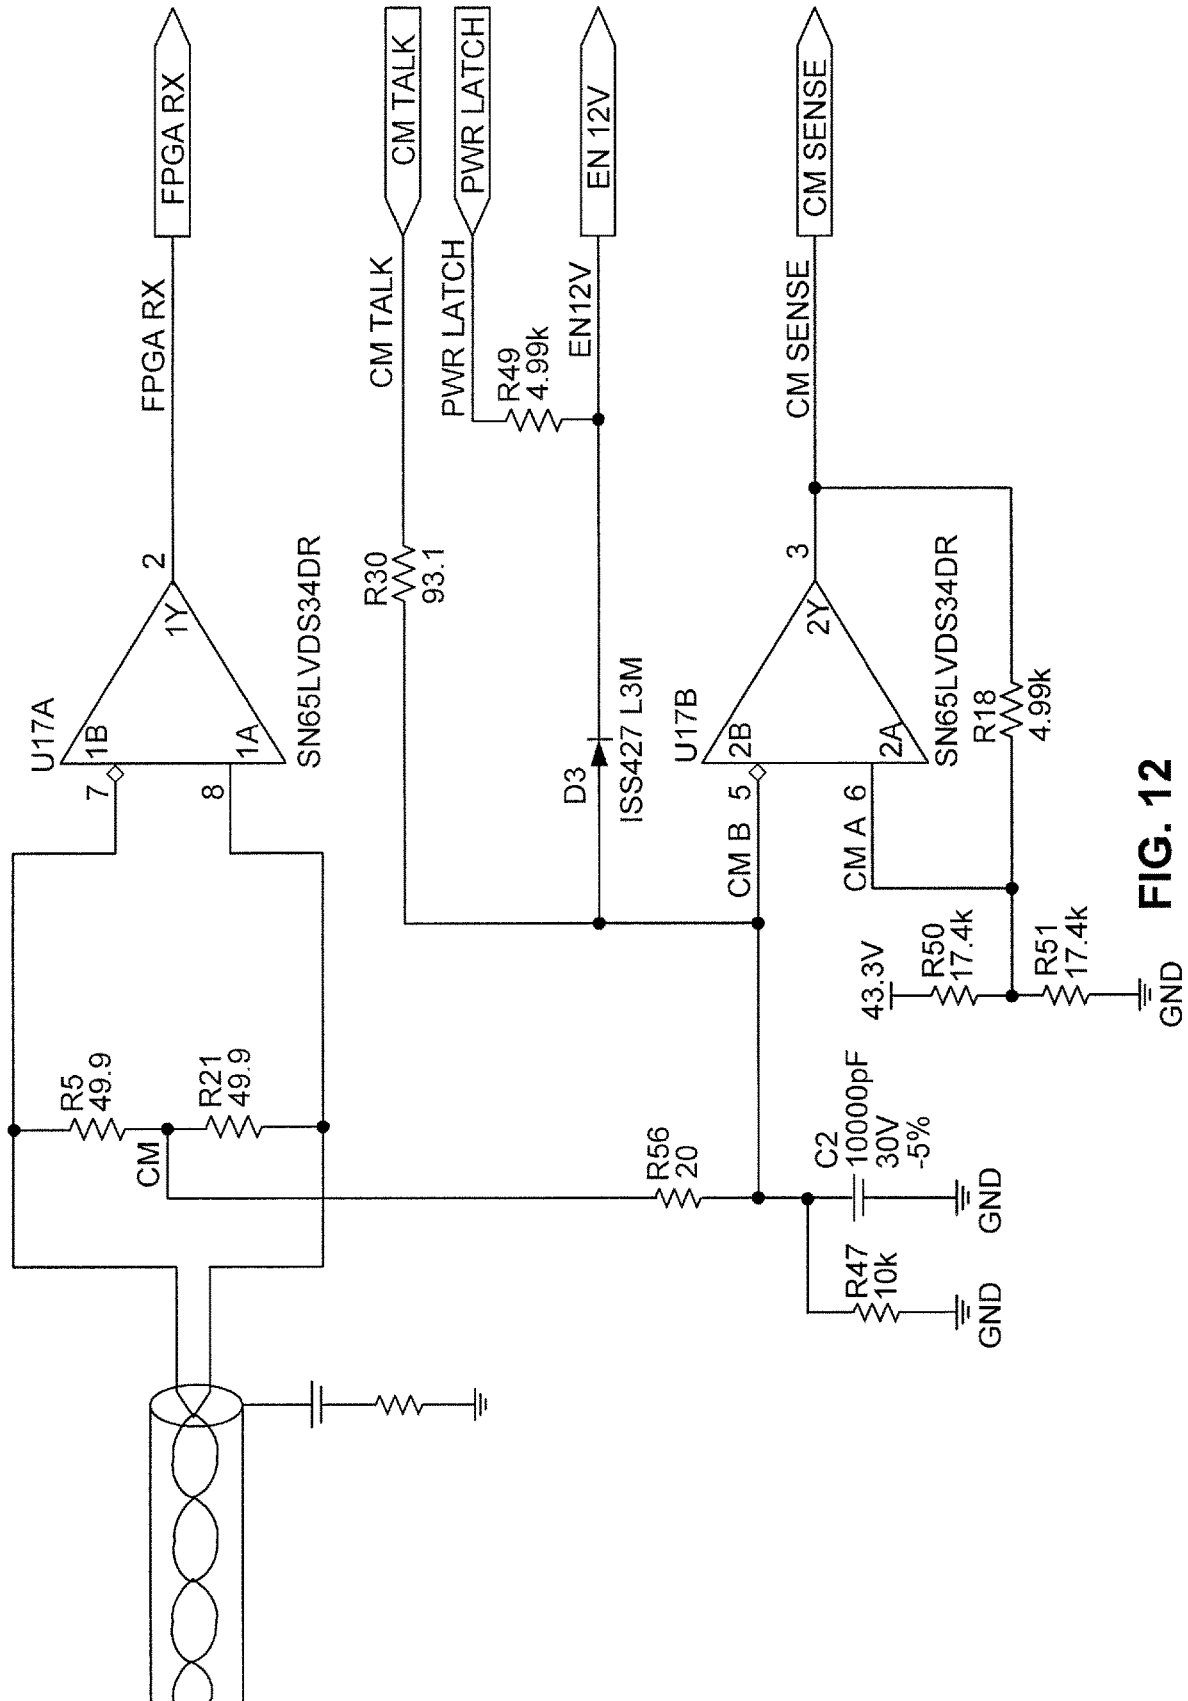 FPGA RX
FPGA RX
2
U17A
1B
1Y
1A
7
8
SN65LVDS34DR
R5
49.9
R21
49.9
CM
CM TALK
CM TALK
R30
93.1
PWR LATCH
PWR LATCH
R49
4.99k
EN 12V
EN12V
D3
ISS427 L3M
CM SENSE
CM SENSE
3
U17B
2B
2Y
2A
CM B
5
CM A
6
SN65LVDS34DR
R18
4.99k
R56
20
C2
10000pF
30V
-5%
GND
R47
10k
GND
43.3V
R50
17.4k
R51
17.4k
GND
FIG. 12